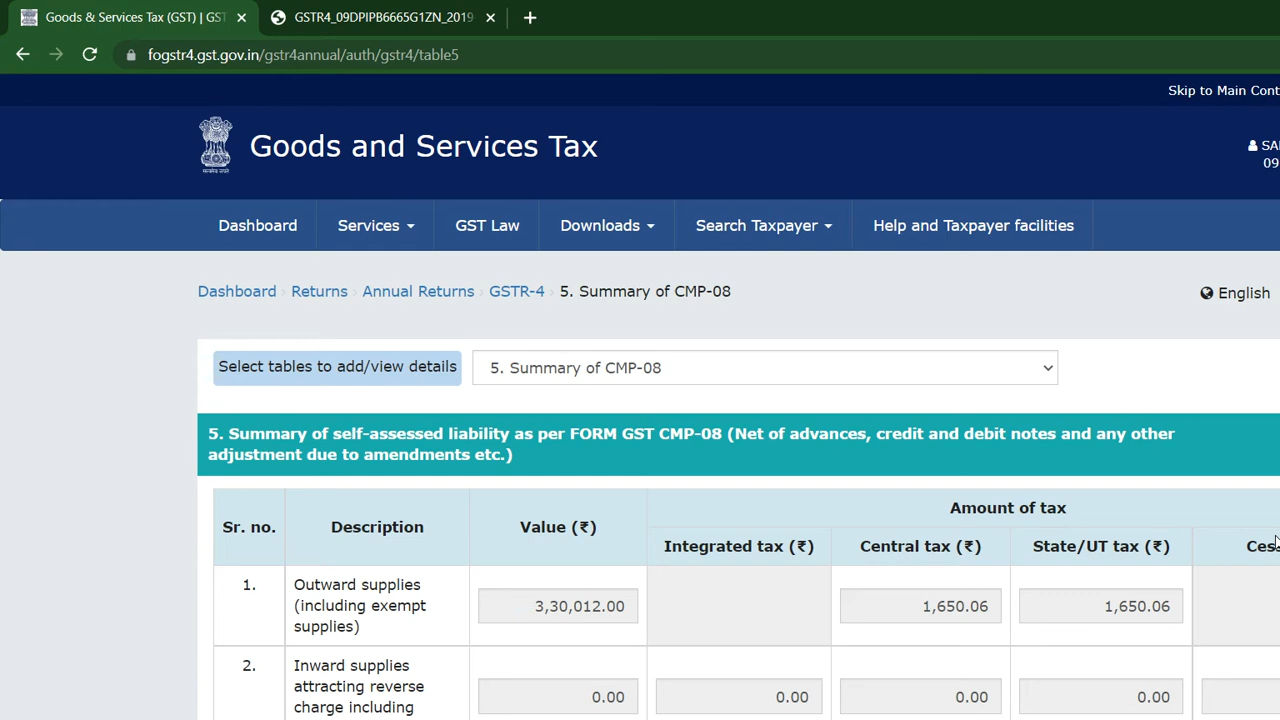 Goods & Services Tax (GST) | GST
GSTR4_09DPIPB6665G1ZN_2019
fogstr4.gst.gov.in/gstr4annual/auth/gstr4/table5
Skip to Main Cont
Goods and Services Tax
SA
09
Dashboard
Services
GST Law
Downloads
Search Taxpayer
Help and Taxpayer facilities
Dashboard › Returns › Annual Returns › GSTR-4 › 5. Summary of CMP-08
English
Select tables to add/view details
5. Summary of CMP-08
5. Summary of self-assessed liability as per FORM GST CMP-08 (Net of advances, credit and debit notes and any other
adjustment due to amendments etc.)
Sr. no.
Description
Value (₹)
Amount of tax
Integrated tax (₹)
Central tax (₹)
State/UT tax (₹)
Ces
1.
Outward supplies
(including exempt
supplies)
3,30,012.00
1,650.06
1,650.06
2.
Inward supplies
attracting reverse
charge including
0.00
0.00
0.00
0.00